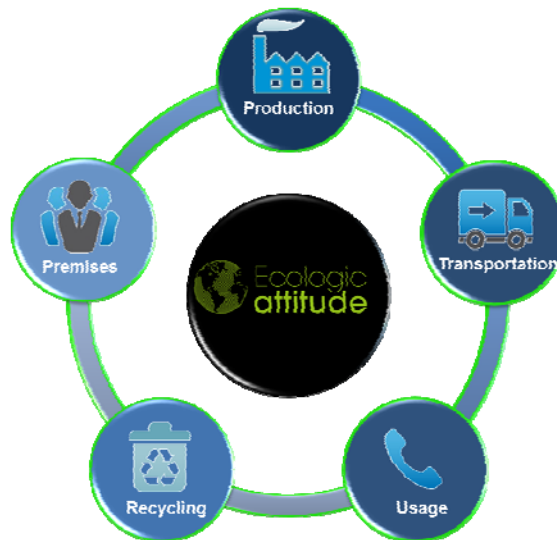 Production
Premises
Transportation
Ecologic
attitude
Recycling
Usage